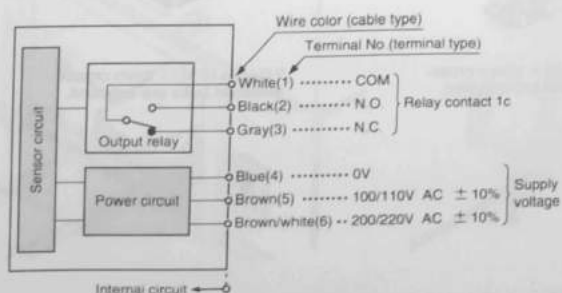 Wire color (cable type)
Terminal No (terminal type)
White(1) ········· COM
Black(2) ········· N.O.
Gray(3) ·········· N.C.
Relay contact 1c
Output relay
Sensor circuit
Blue(4) ·········· 0V
Brown(5) ········· 100/110V AC ± 10%
Brown/white(6) ·· 200/220V AC ± 10%
Supply
voltage
Power circuit
Internal circuit